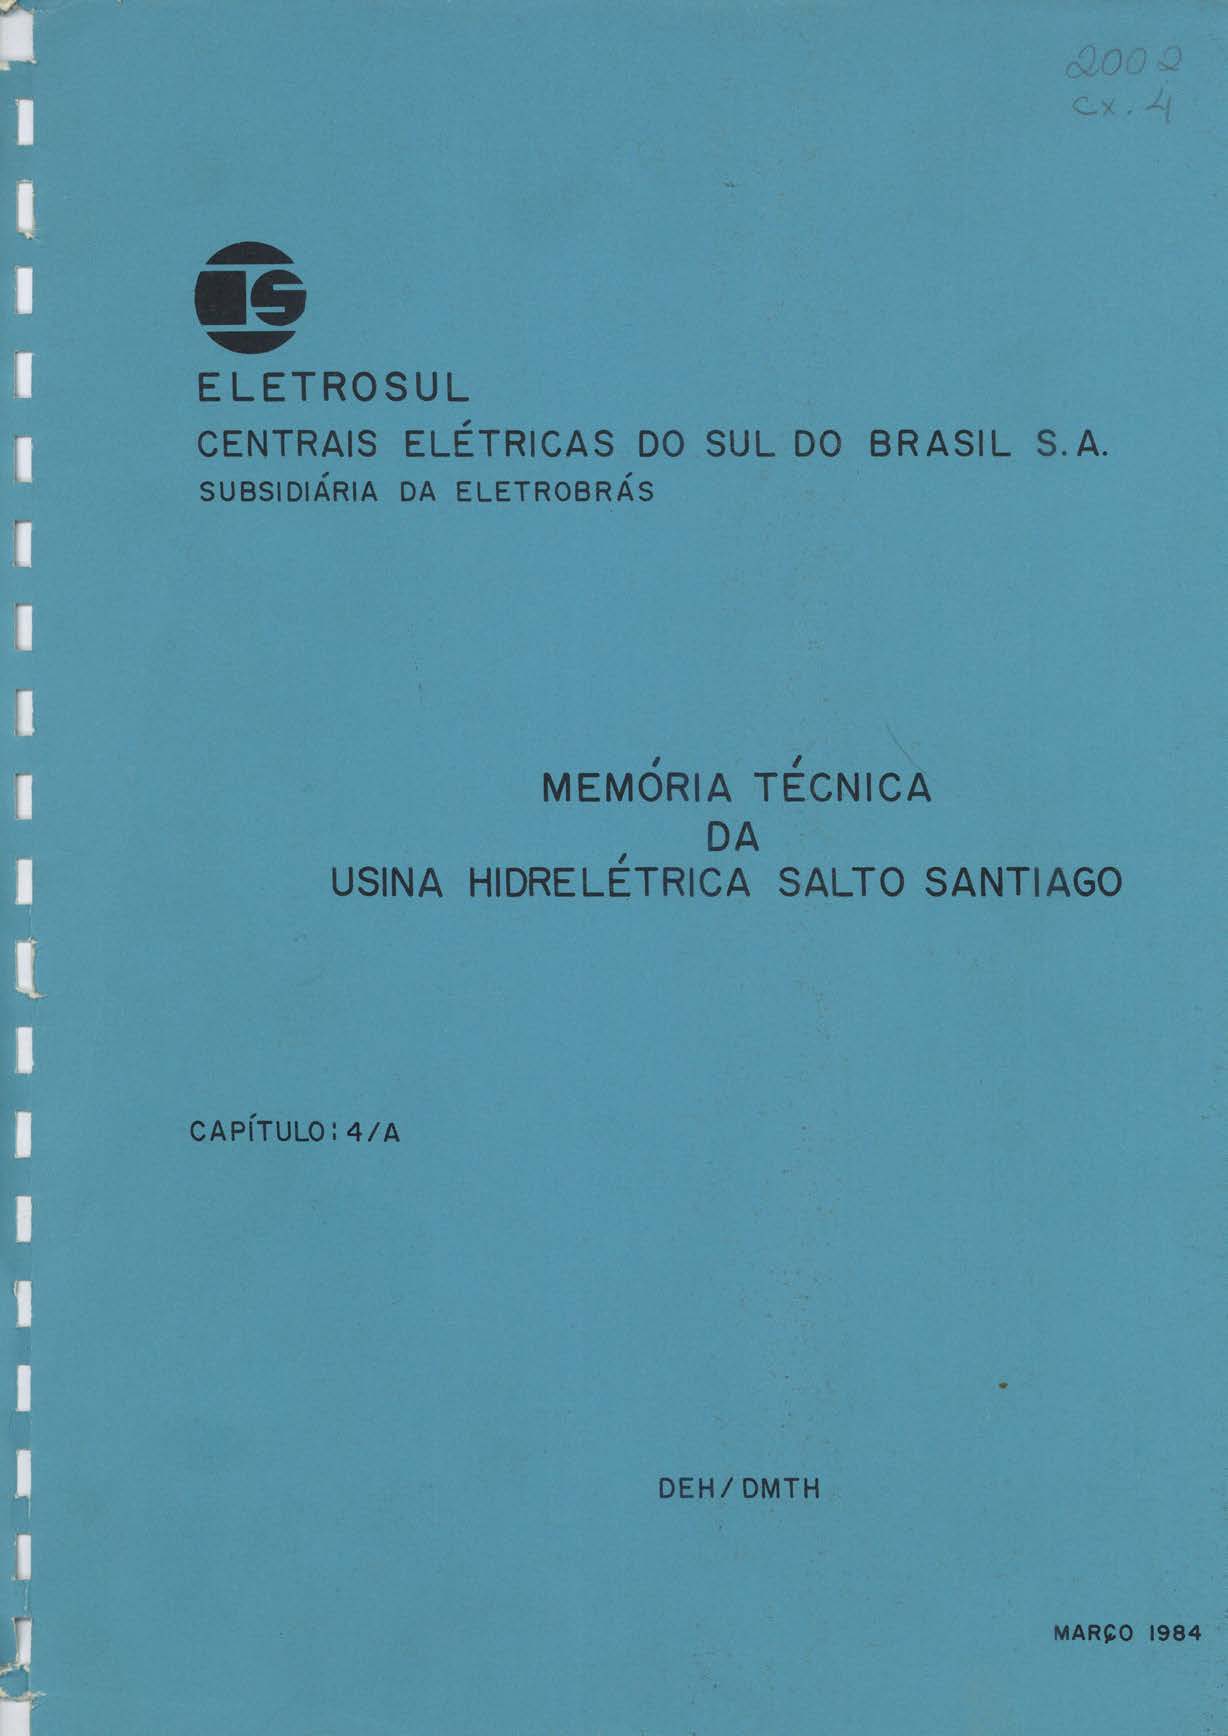 2002
cx. 4
ELETROSUL
CENTRAIS ELÉTRICAS DO SUL DO BRASIL S.A.
SUBSIDIÁRIA DA ELETROBRÁS
MEMÓRIA TÉCNICA
DA
USINA HIDRELÉTRICA SALTO SANTIAGO
CAPÍTULO: 4/A
DEH/DMTH
MARÇO 1984